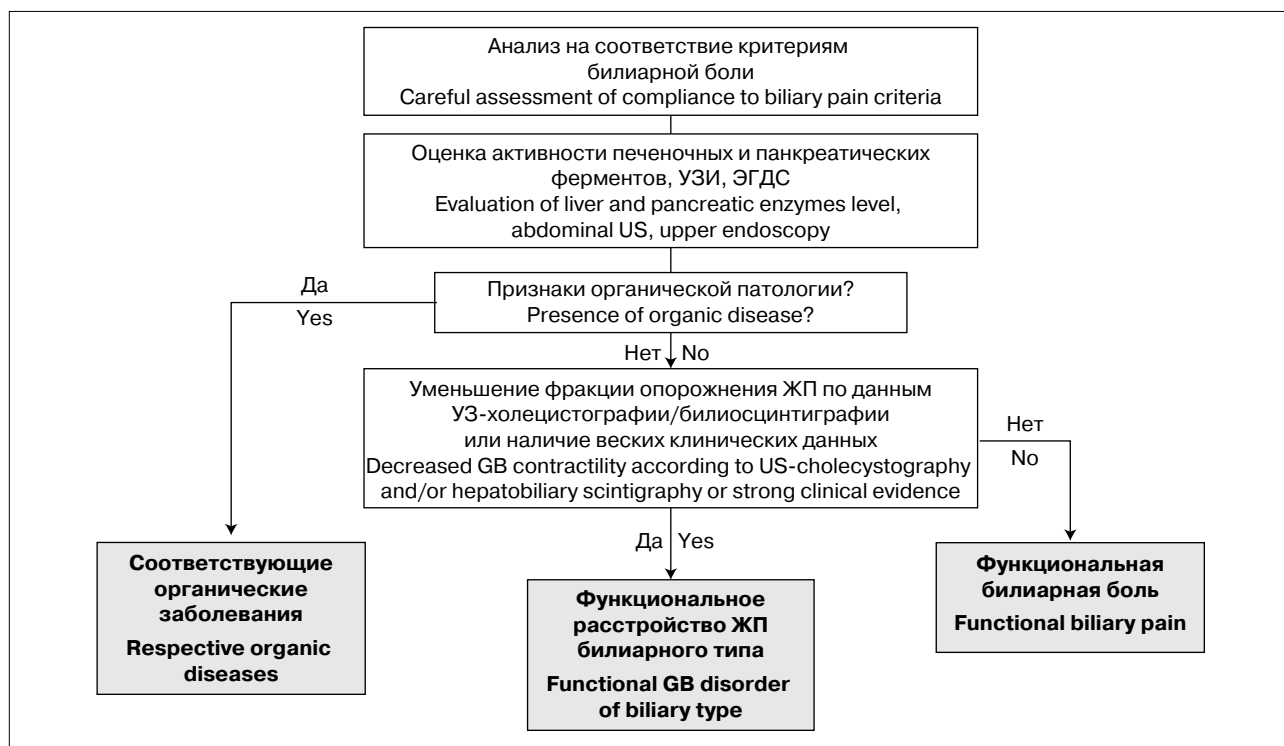 Анализ на соответствие критериям
билиарной боли
Careful assessment of compliance to biliary pain criteria
Оценка активности печеночных и панкреатических
ферментов, УЗИ, ЭГДС
Evaluation of liver and pancreatic enzymes level,
abdominal US, upper endoscopy
Да
Yes
Признаки органической патологии?
Presence of organic disease?
Нет No
Уменьшение фракции опорожнения ЖП по данным
УЗ-холецистографии/билиосцинтиграфии
или наличие веских клинических данных
Decreased GB contractility according to US-cholecystography
and/or hepatobiliary scintigraphy or strong clinical evidence
Нет
No
Да Yes
Соответствующие
органические
заболевания
Respective organic
diseases
Функциональное
расстройство ЖП
билиарного типа
Functional GB disorder
of biliary type
Функциональная
билиарная боль
Functional biliary pain